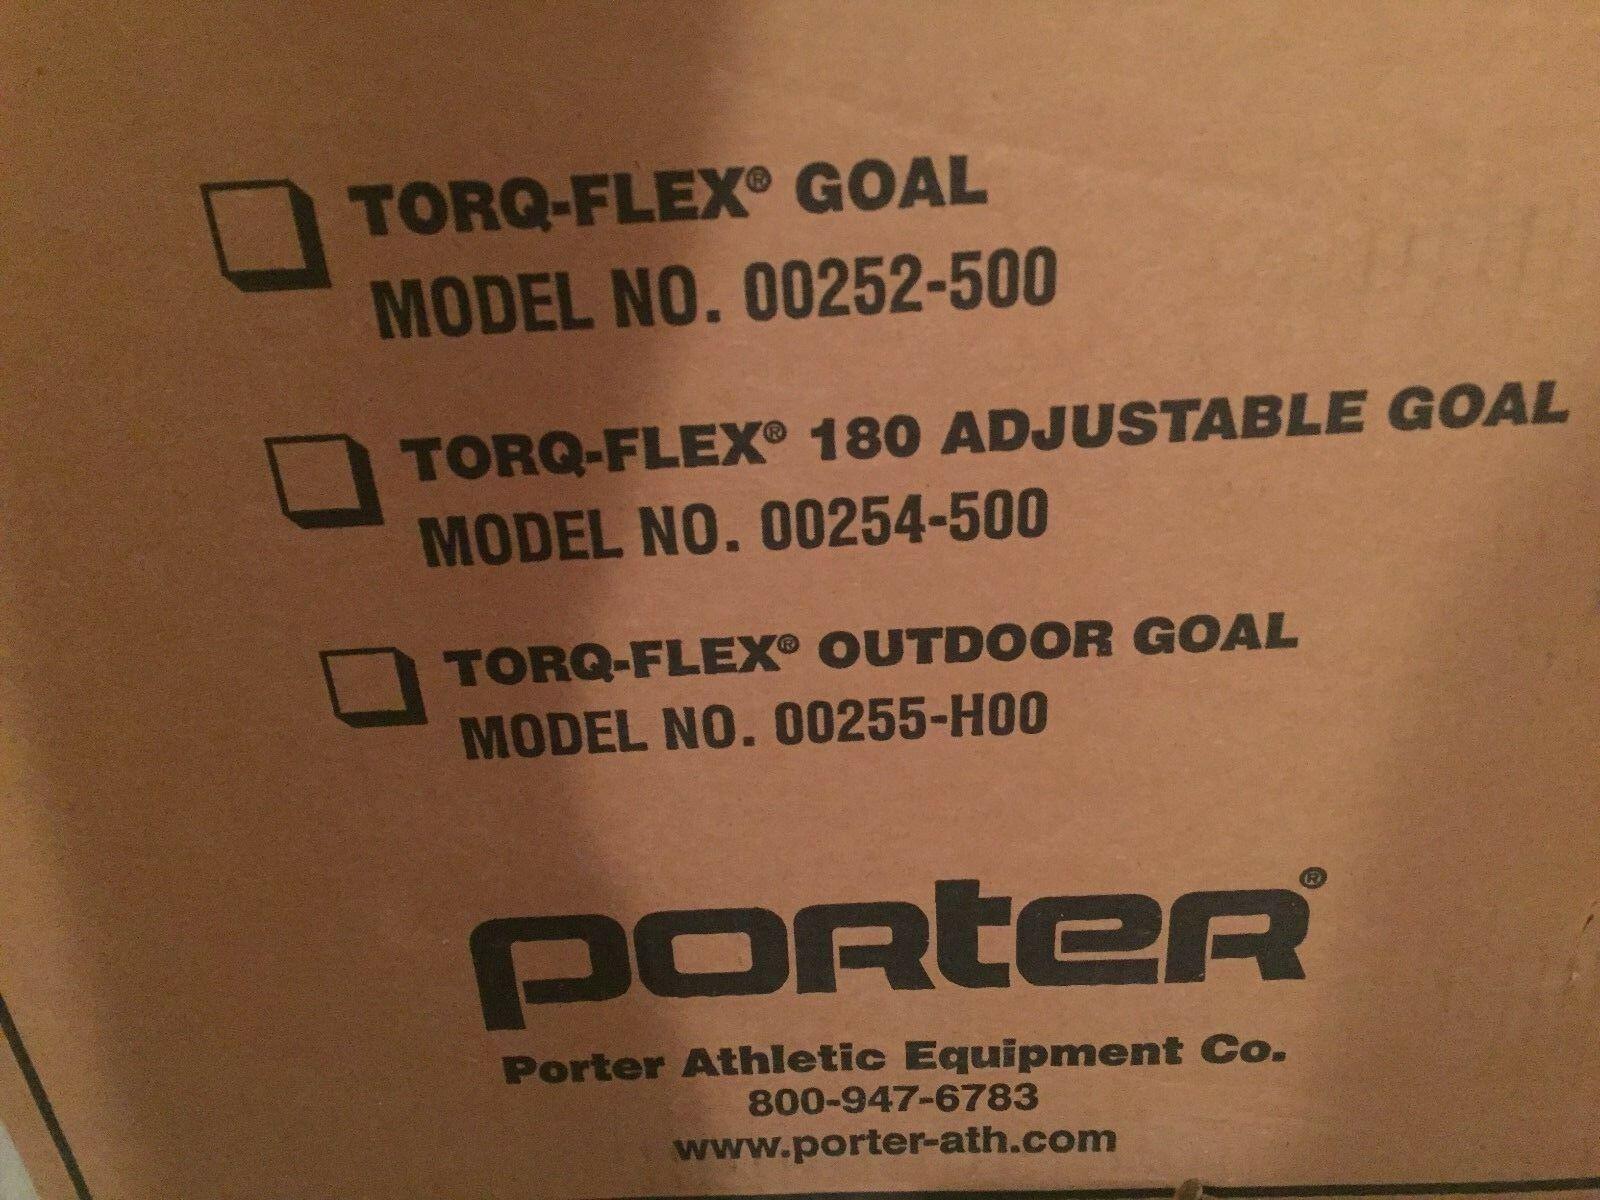 TORQ-FLEX® GOAL
MODEL NO. 00252-500
TORQ-FLEX® 180 ADJUSTABLE GOAL
MODEL NO. 00254-500
TORQ-FLEX® OUTDOOR GOAL
MODEL NO. 00255-H00
PORTER®
Porter Athletic Equipment Co.
800-947-6783
www.porter-ath.com